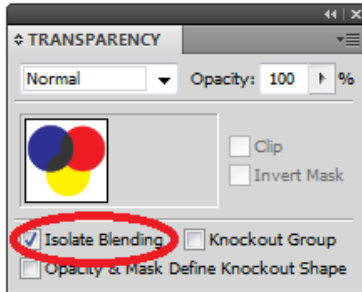 TRANSPARENCY
Normal Opacity: 100 %
Clip
Invert Mask
Isolate Blending Knockout Group
Opacity & Mask Define Knockout Shape